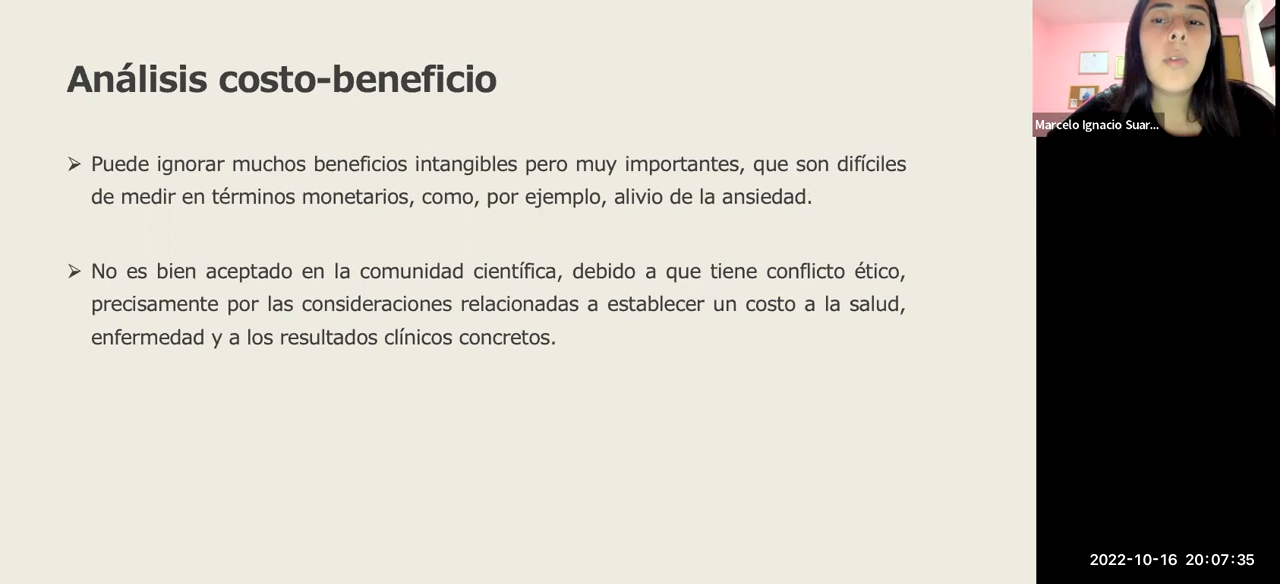 Análisis costo-beneficio
Puede ignorar muchos beneficios intangibles pero muy importantes, que son difíciles
de medir en términos monetarios, como, por ejemplo, alivio de la ansiedad.
No es bien aceptado en la comunidad científica, debido a que tiene conflicto ético,
precisamente por las consideraciones relacionadas a establecer un costo a la salud,
enfermedad y a los resultados clínicos concretos.
Marcelo Ignacio Suar...
2022-10-16 20:07:35